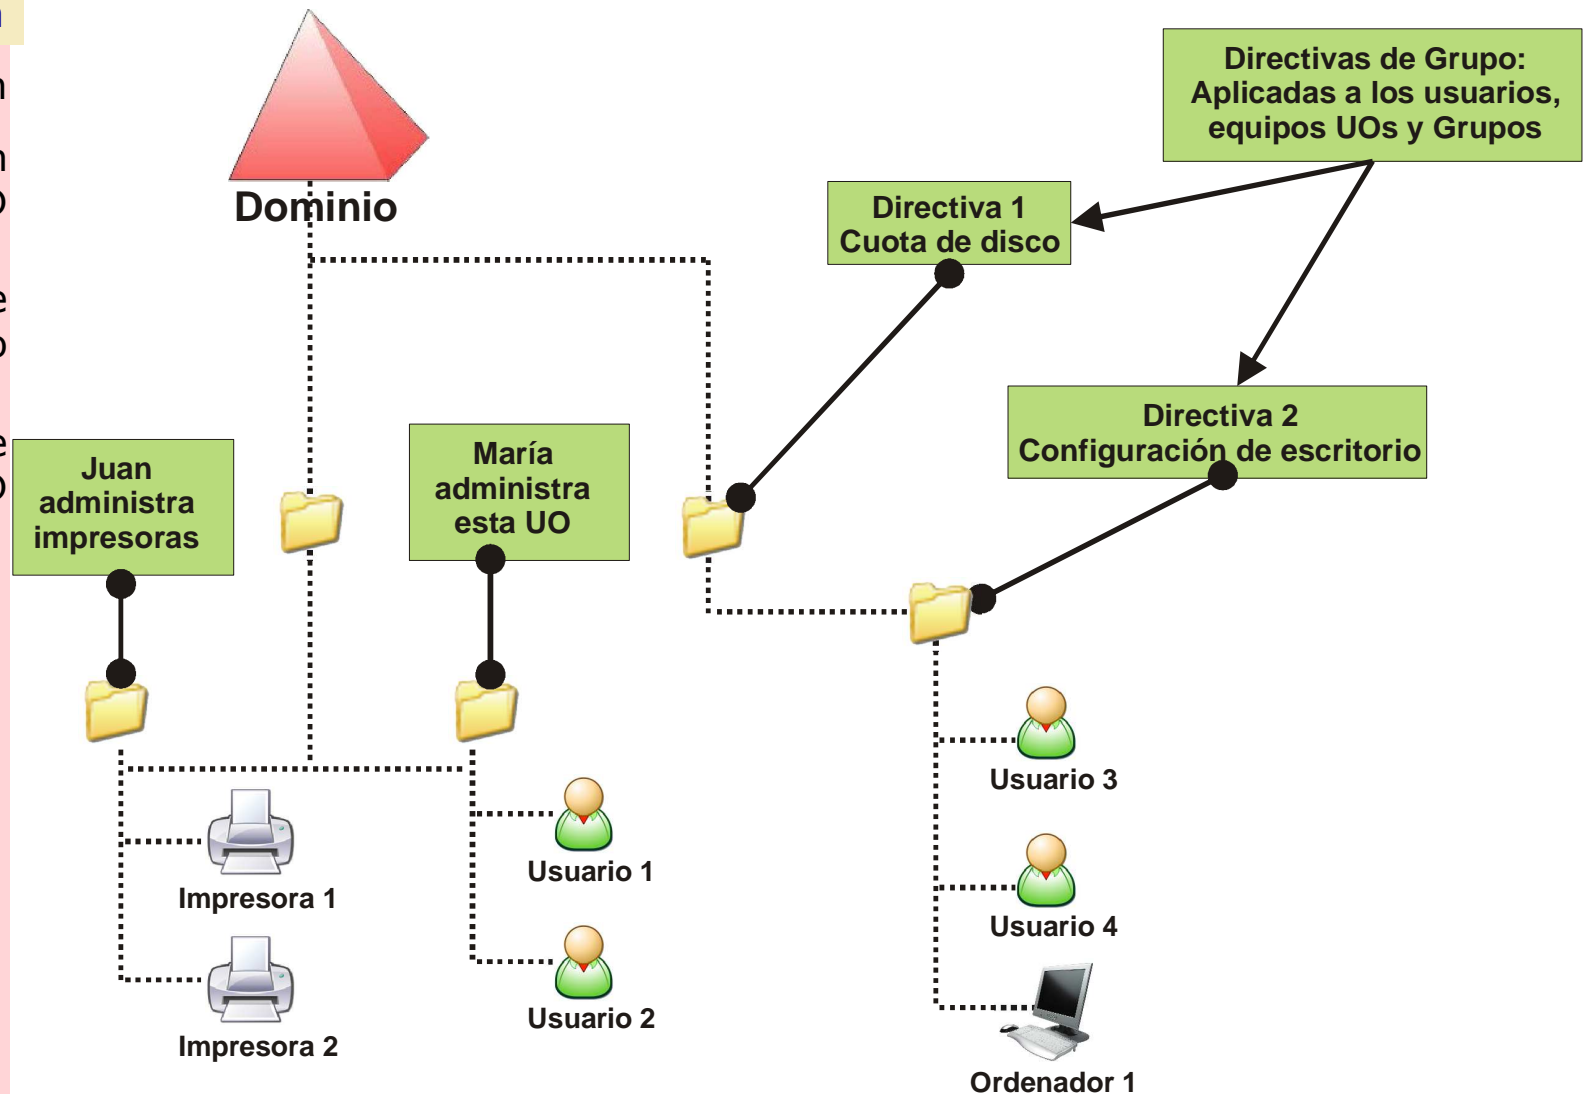 Dominio
Directivas de Grupo:
Aplicadas a los usuarios,
equipos UOs y Grupos
Directiva 1
Cuota de disco
Directiva 2
Configuración de escritorio
Juan
administra
impresoras
María
administra
esta UO
Impresora 1
Impresora 2
Usuario 1
Usuario 2
Usuario 3
Usuario 4
Ordenador 1